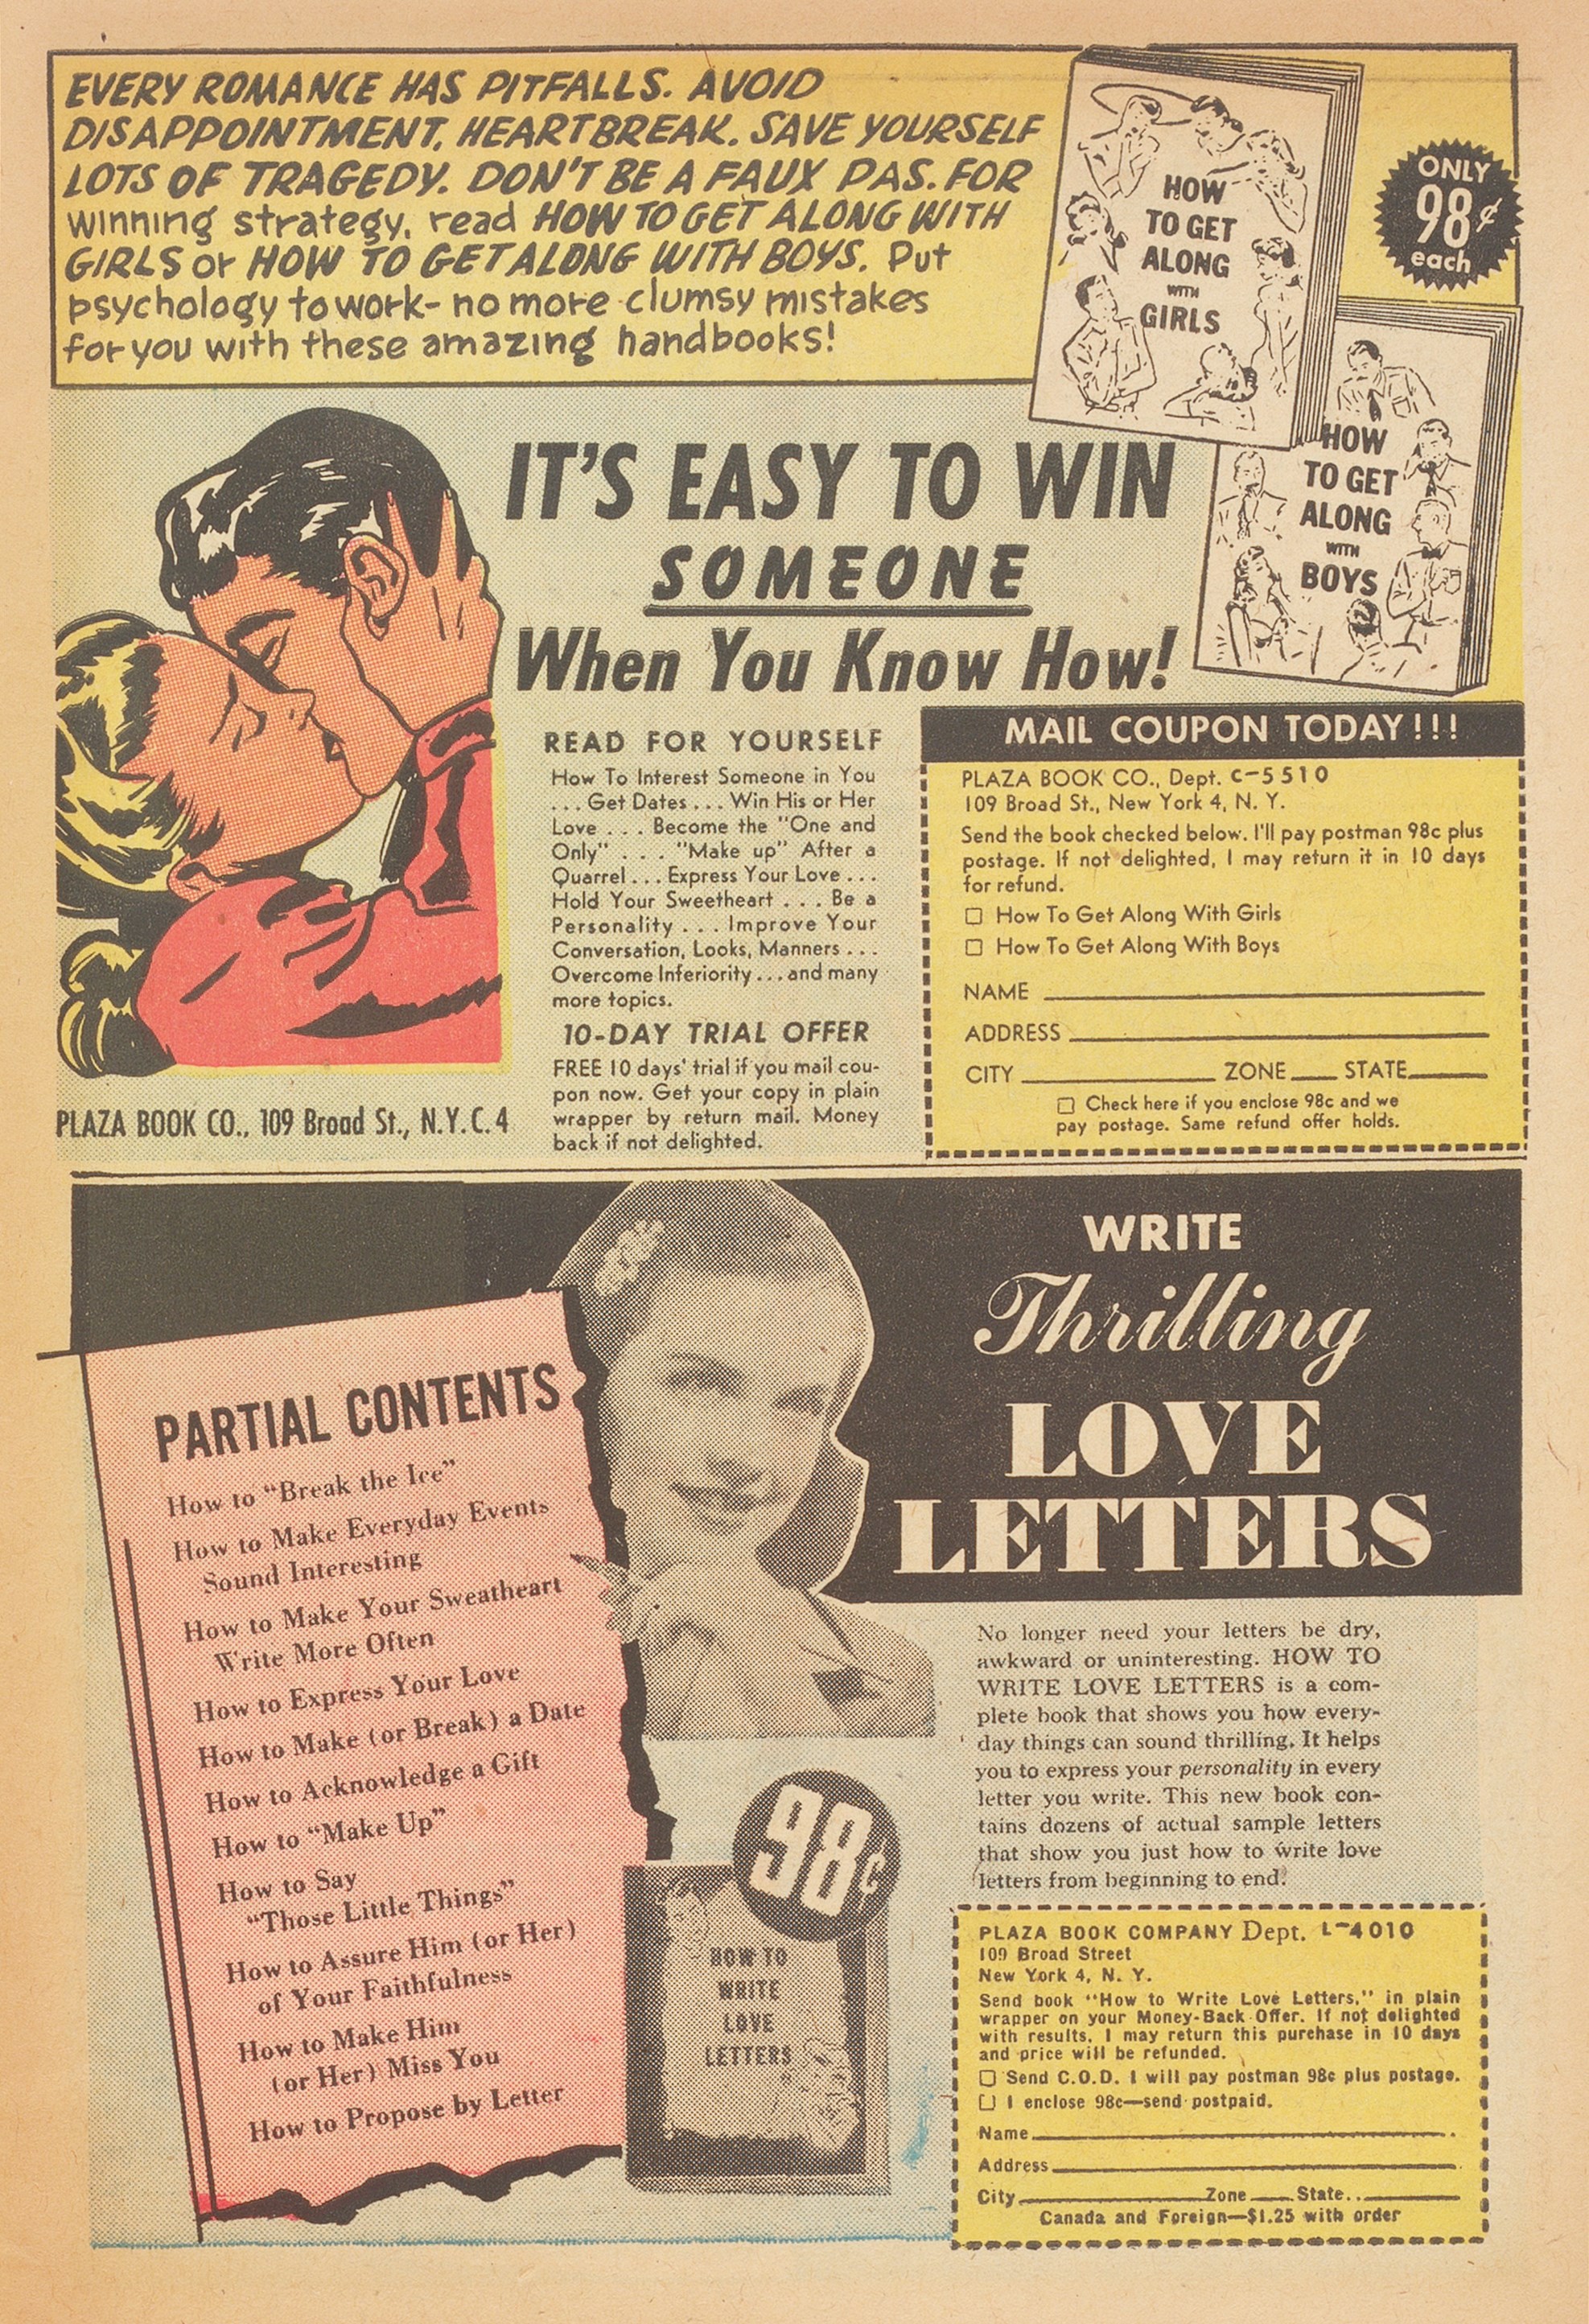 EVERY ROMANCE HAS PITFALLS. AVOID
DISAPPOINTMENT, HEARTBREAK. SAVE YOURSELF
LOTS OF TRAGEDY. DON'T BE A FAUX PAS. FOR
winning strategy, read HOW TO GET ALONG WITH
GIRLS or HOW TO GET ALONG WITH BOYS. Put
psychology to work- no more clumsy mistakes
for you with these amazing handbooks!
HOW
TO GET
ALONG
WITH
GIRLS
ONLY
98¢
each
HOW
TO GET
ALONG
WITH
BOYS
IT'S EASY TO WIN
SOMEONE
When You Know How!
READ FOR YOURSELF
How To Interest Someone in You
... Get Dates ... Win His or Her
Love ... Become the "One and
Only" ... "Make up" After a
Quarrel ... Express Your Love ...
Hold Your Sweetheart ... Be a
Personality ... Improve Your
Conversation, Looks, Manners ...
Overcome Inferiority ... and many
more topics.
10-DAY TRIAL OFFER
FREE 10 days' trial if you mail cou-
pon now. Get your copy in plain
wrapper by return mail. Money
back if not delighted.
PLAZA BOOK CO., 109 Broad St., N.Y.C. 4
MAIL COUPON TODAY!!!
PLAZA BOOK CO., Dept. C-5510
109 Broad St., New York 4, N. Y.
Send the book checked below. I'll pay postman 98c plus
postage. If not delighted, I may return it in 10 days
for refund.
☐ How To Get Along With Girls
☐ How To Get Along With Boys
NAME
ADDRESS
CITY ZONE STATE
☐ Check here if you enclose 98c and we
pay postage. Same refund offer holds.
WRITE
Thrilling
LOVE
LETTERS
PARTIAL CONTENTS
How to "Break the Ice"
How to Make Everyday Events
Sound Interesting
How to Make Your Sweatheart
Write More Often
How to Express Your Love
How to Make (or Break) a Date
How to Acknowledge a Gift
How to "Make Up"
How to Say
"Those Little Things"
How to Assure Him (or Her)
of Your Faithfulness
How to Make Him
(or Her) Miss You
How to Propose by Letter
98¢
HOW TO
WRITE
LOVE
LETTERS
No longer need your letters be dry,
awkward or uninteresting. HOW TO
WRITE LOVE LETTERS is a com-
plete book that shows you how every-
day things can sound thrilling. It helps
you to express your personality in every
letter you write. This new book con-
tains dozens of actual sample letters
that show you just how to write love
letters from beginning to end.
PLAZA BOOK COMPANY Dept. L-4010
109 Broad Street
New York 4, N. Y.
Send book "How to Write Love Letters," in plain
wrapper on your Money-Back Offer. If not delighted
with results, I may return this purchase in 10 days
and price will be refunded.
☐ Send C.O.D. I will pay postman 98c plus postage.
☐ I enclose 98c—send postpaid.
Name
Address
City Zone State
Canada and Foreign—$1.25 with order